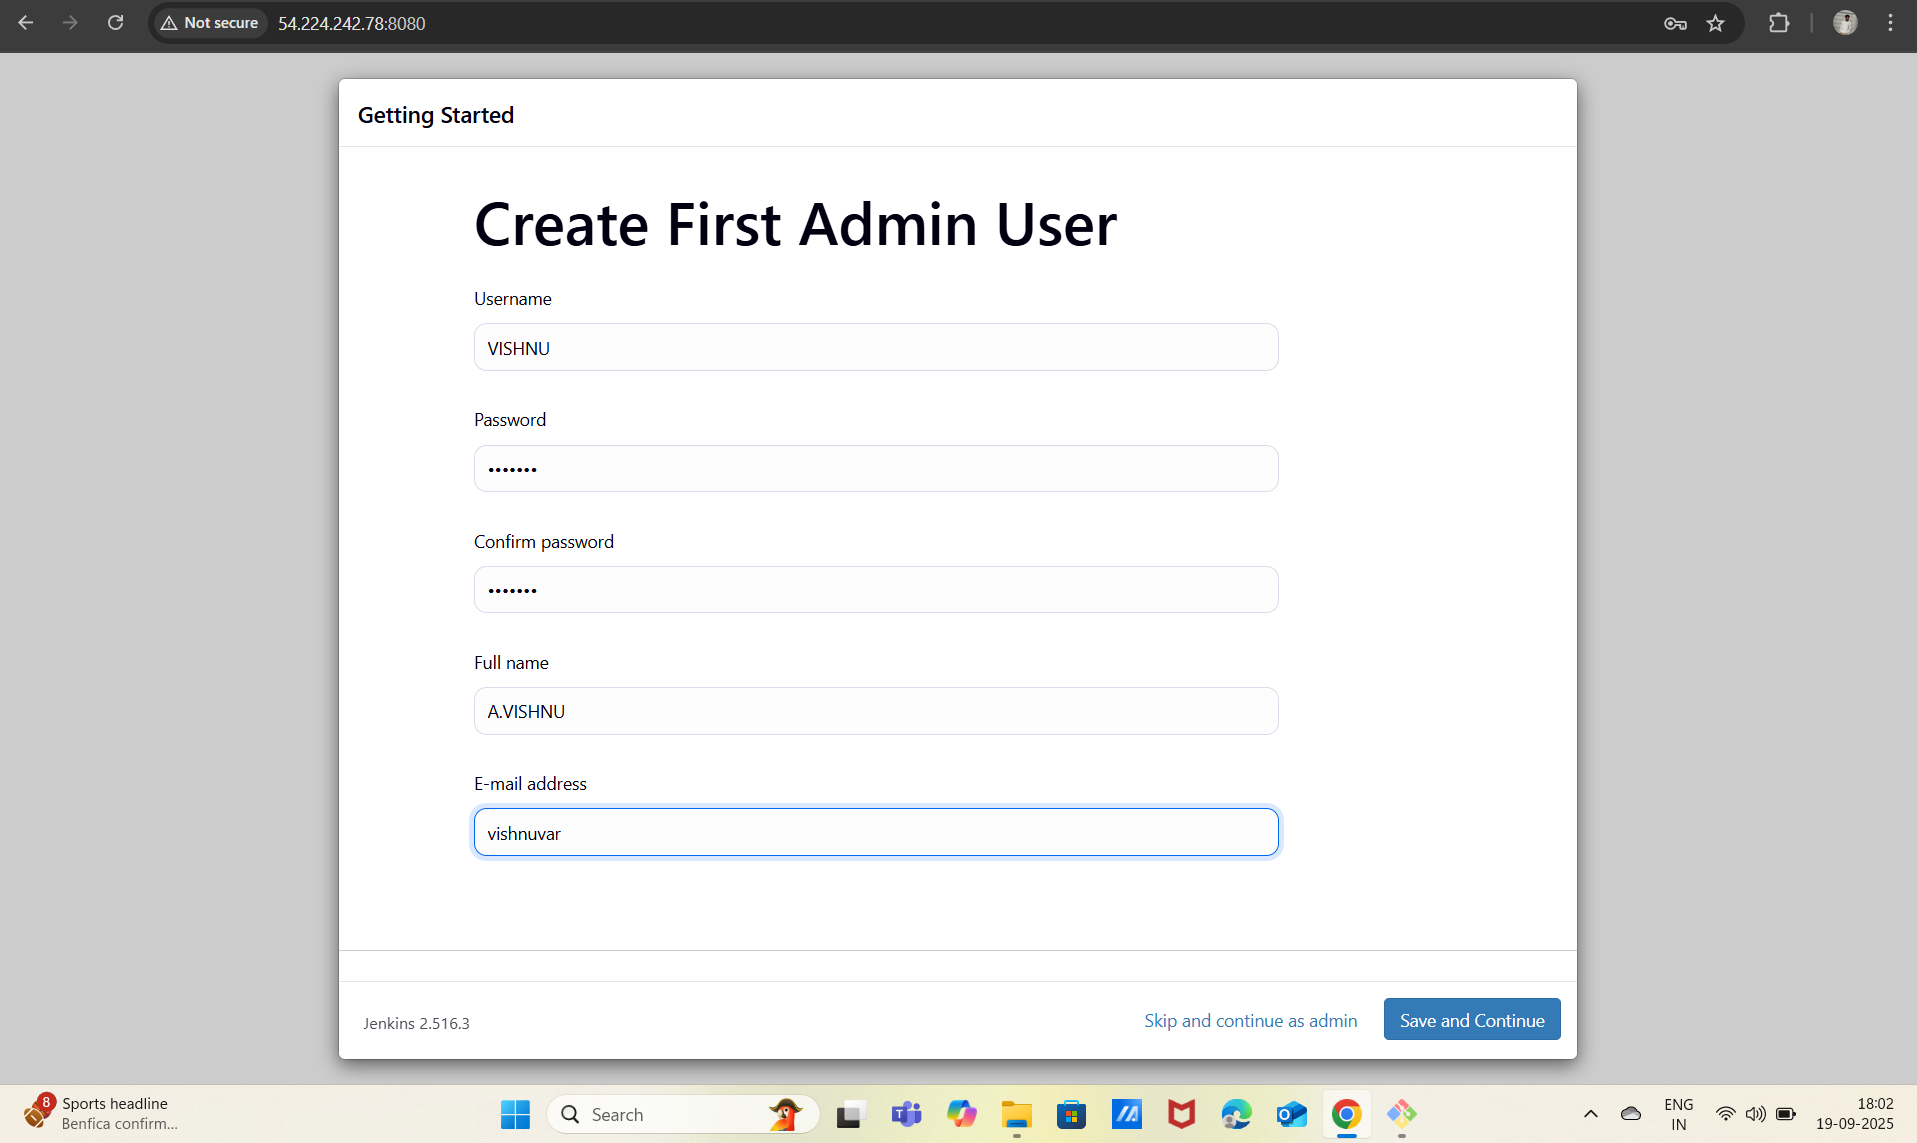 Not secure
54.224.242.78:8080
Getting Started
Create First Admin User
Username
VISHNU
Password
•••••••
Confirm password
•••••••
Full name
A.VISHNU
E-mail address
vishnuvar
Jenkins 2.516.3
Skip and continue as admin
Save and Continue
8
Sports headline
Benfica confirm...
Search
ENG
IN
18:02
19-09-2025